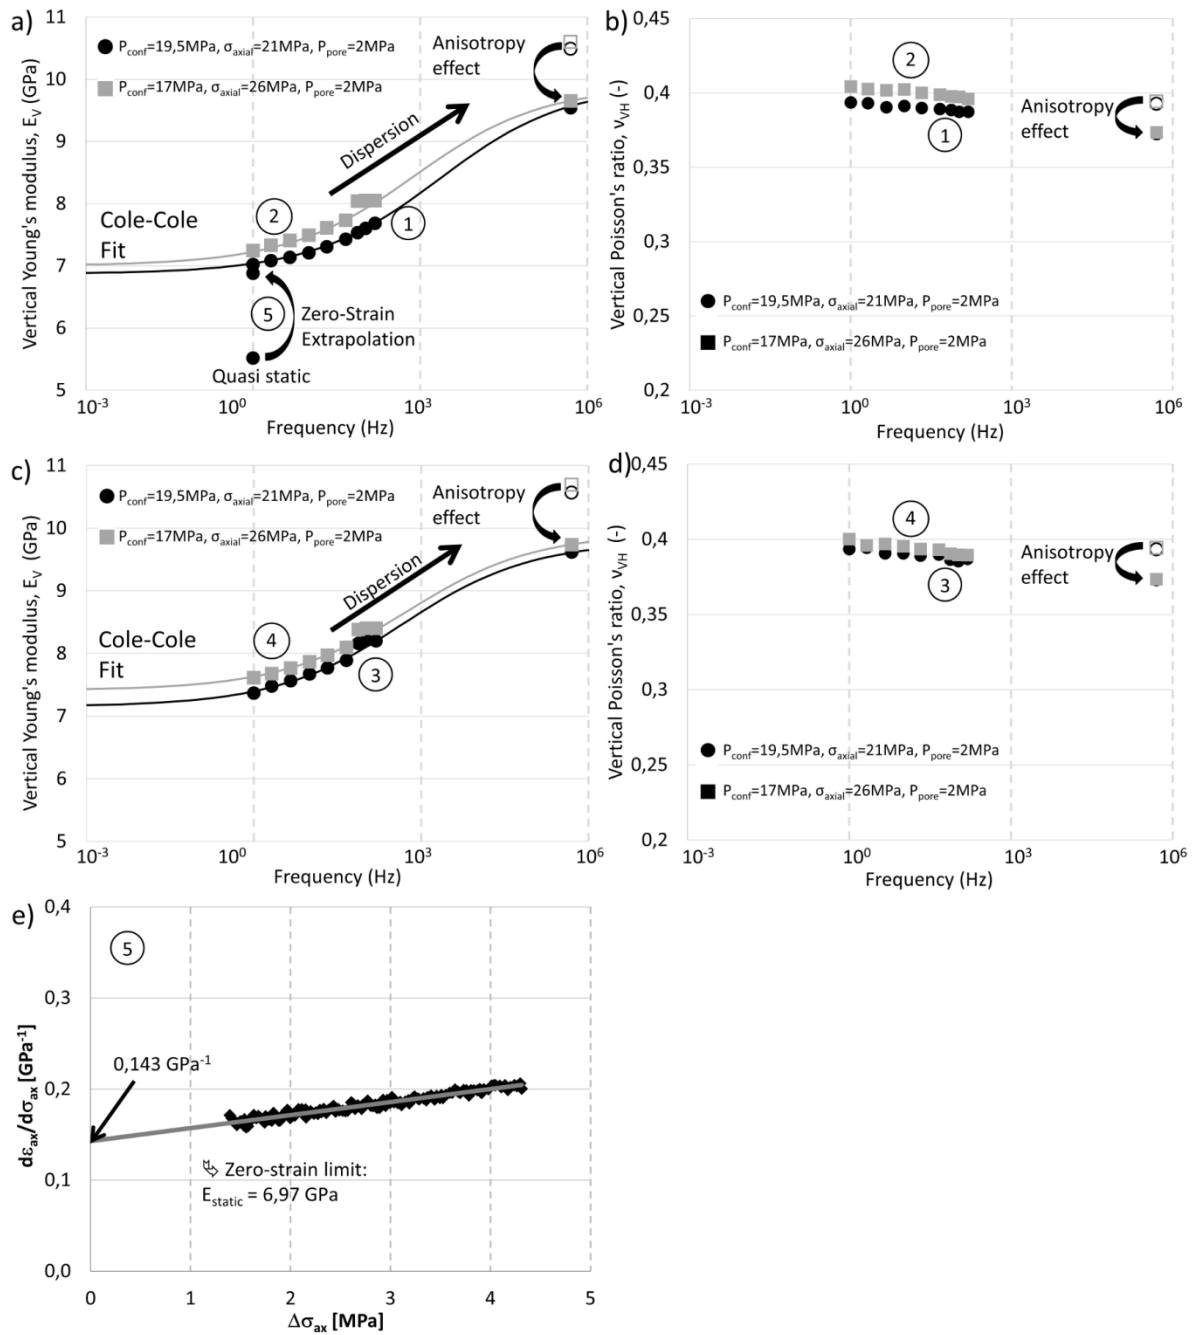 a)
11
10
9
8
7
6
5
Vertical Young's modulus, E_V (GPa)
P_conf=19,5MPa, σ_axial=21MPa, P_pore=2MPa
P_conf=17MPa, σ_axial=26MPa, P_pore=2MPa
Anisotropy
effect
Dispersion
Cole-Cole
Fit
2
1
5
Zero-Strain
Extrapolation
Quasi static
10^-3
10^0
10^3
10^6
Frequency (Hz)
b)
0,45
0,4
0,35
0,3
0,25
0,2
Vertical Poisson's ratio, ν_VH (-)
2
1
Anisotropy
effect
P_conf=19,5MPa, σ_axial=21MPa, P_pore=2MPa
P_conf=17MPa, σ_axial=26MPa, P_pore=2MPa
10^-3
10^0
10^3
10^6
Frequency (Hz)
c)
11
10
9
8
7
6
5
Vertical Young's modulus, E_V (GPa)
P_conf=19,5MPa, σ_axial=21MPa, P_pore=2MPa
P_conf=17MPa, σ_axial=26MPa, P_pore=2MPa
Anisotropy
effect
Dispersion
Cole-Cole
Fit
4
3
10^-3
10^0
10^3
10^6
Frequency (Hz)
d)
0,45
0,4
0,35
0,3
0,25
0,2
Vertical Poisson's ratio, ν_VH (-)
4
3
Anisotropy
effect
P_conf=19,5MPa, σ_axial=21MPa, P_pore=2MPa
P_conf=17MPa, σ_axial=26MPa, P_pore=2MPa
10^-3
10^0
10^3
10^6
Frequency (Hz)
e)
0,4
0,3
0,2
0,1
0,0
dε_ax/dσ_ax [GPa^-1]
5
0,143 GPa^-1
↳ Zero-strain limit:
E_static = 6,97 GPa
0
1
2
3
4
5
Δσ_ax [MPa]